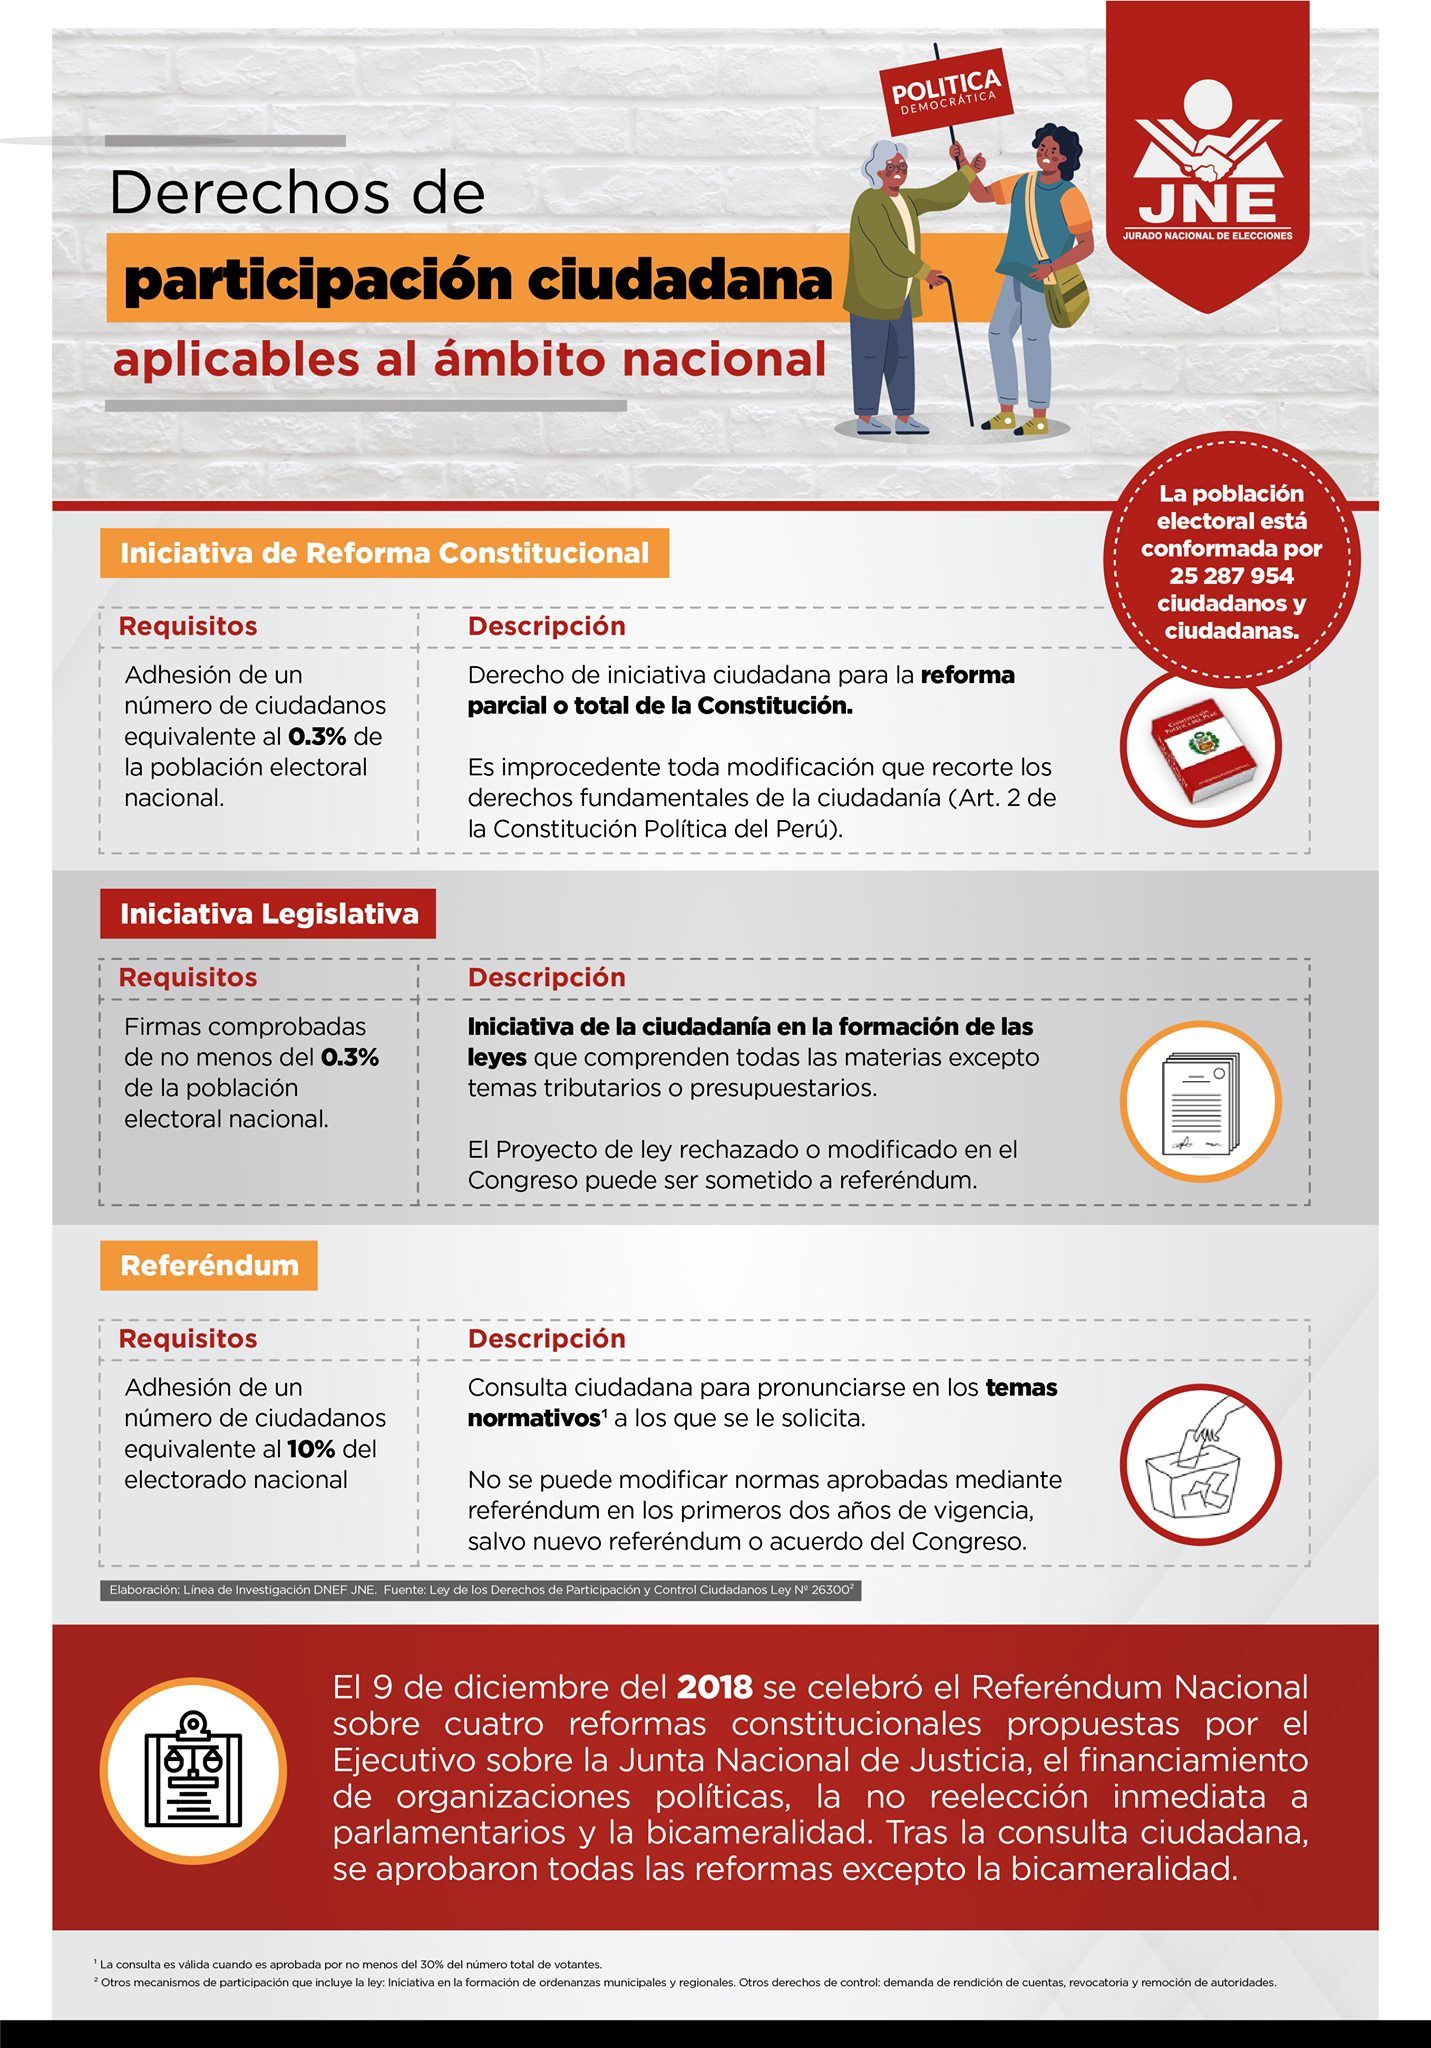 POLITICA
DEMOCRÁTICA
JNE
JURADO NACIONAL DE ELECCIONES
Derechos de
participación ciudadana
aplicables al ámbito nacional
La población
electoral está
conformada por
25 287 954
ciudadanos y
ciudadanas.
Iniciativa de Reforma Constitucional
Requisitos
Adhesión de un
número de ciudadanos
equivalente al 0.3% de
la población electoral
nacional.
Descripción
Derecho de iniciativa ciudadana para la reforma
parcial o total de la Constitución.
Es improcedente toda modificación que recorte los
derechos fundamentales de la ciudadanía (Art. 2 de
la Constitución Política del Perú).
Constitución
Política del Perú
Iniciativa Legislativa
Requisitos
Firmas comprobadas
de no menos del 0.3%
de la población
electoral nacional.
Descripción
Iniciativa de la ciudadanía en la formación de las
leyes que comprenden todas las materias excepto
temas tributarios o presupuestarios.
El Proyecto de ley rechazado o modificado en el
Congreso puede ser sometido a referéndum.
Referéndum
Requisitos
Adhesión de un
número de ciudadanos
equivalente al 10% del
electorado nacional
Descripción
Consulta ciudadana para pronunciarse en los temas
normativos¹ a los que se le solicita.
No se puede modificar normas aprobadas mediante
referéndum en los primeros dos años de vigencia,
salvo nuevo referéndum o acuerdo del Congreso.
Elaboración: Línea de Investigación DNEF JNE. Fuente: Ley de los Derechos de Participación y Control Ciudadanos Ley Nº 26300²
El 9 de diciembre del 2018 se celebró el Referéndum Nacional
sobre cuatro reformas constitucionales propuestas por el
Ejecutivo sobre la Junta Nacional de Justicia, el financiamiento
de organizaciones políticas, la no reelección inmediata a
parlamentarios y la bicameralidad. Tras la consulta ciudadana,
se aprobaron todas las reformas excepto la bicameralidad.
¹ La consulta es válida cuando es aprobada por no menos del 30% del número total de votantes.
² Otros mecanismos de participación que incluye la ley: Iniciativa en la formación de ordenanzas municipales y regionales. Otros derechos de control: demanda de rendición de cuentas, revocatoria y remoción de autoridades.